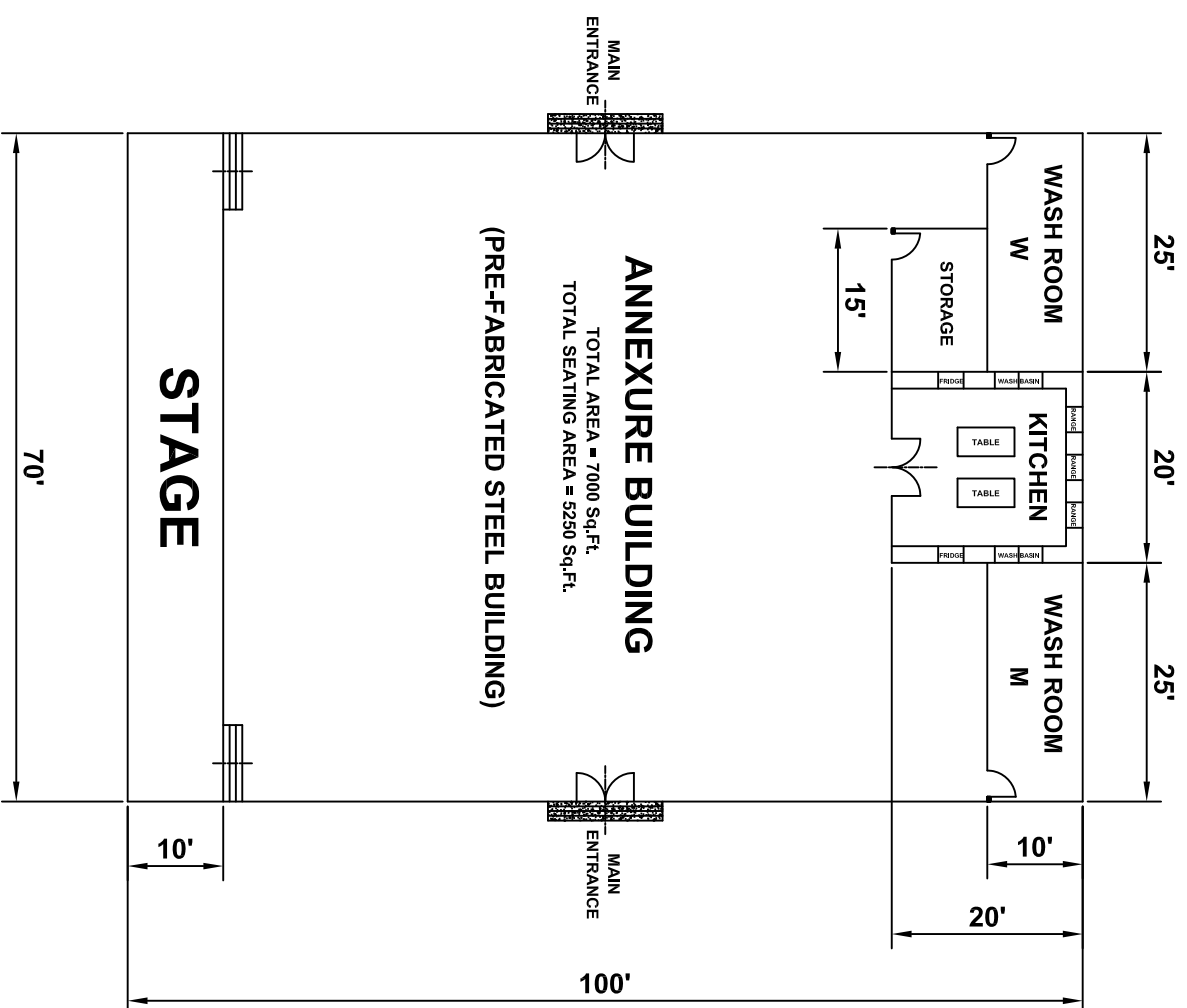 MAIN
ENTRANCE
25'
20'
25'
WASH ROOM
W
STORAGE
15'
FRIDGE
WASH BASIN
RANGE
RANGE
RANGE
KITCHEN
TABLE
TABLE
FRIDGE
WASH BASIN
WASH ROOM
M
ANNEXURE BUILDING
TOTAL AREA = 7000 Sq.Ft.
TOTAL SEATING AREA = 5250 Sq.Ft.
(PRE-FABRICATED STEEL BUILDING)
STAGE
70'
MAIN
ENTRANCE
10'
10'
20'
100'